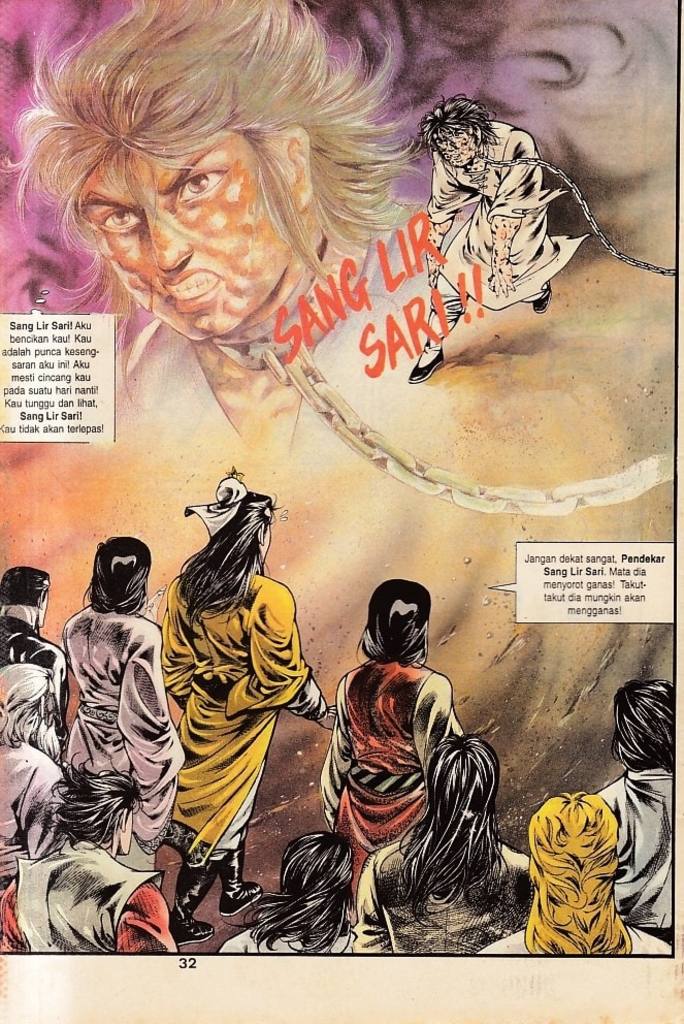 SANG LIR
SARI!!
Sang Lir Sari! Aku
bencikan kau! Kau
adalah punca keseng-
saran aku ini! Aku
mesti cincang kau
pada suatu hari nanti!
Kau tunggu dan lihat,
Sang Lir Sari!
Kau tidak akan terlepas!
Jangan dekat sangat, Pendekar
Sang Lir Sari. Mata dia
menyorot ganas! Takut-
takut dia mungkin akan
mengganas!
32